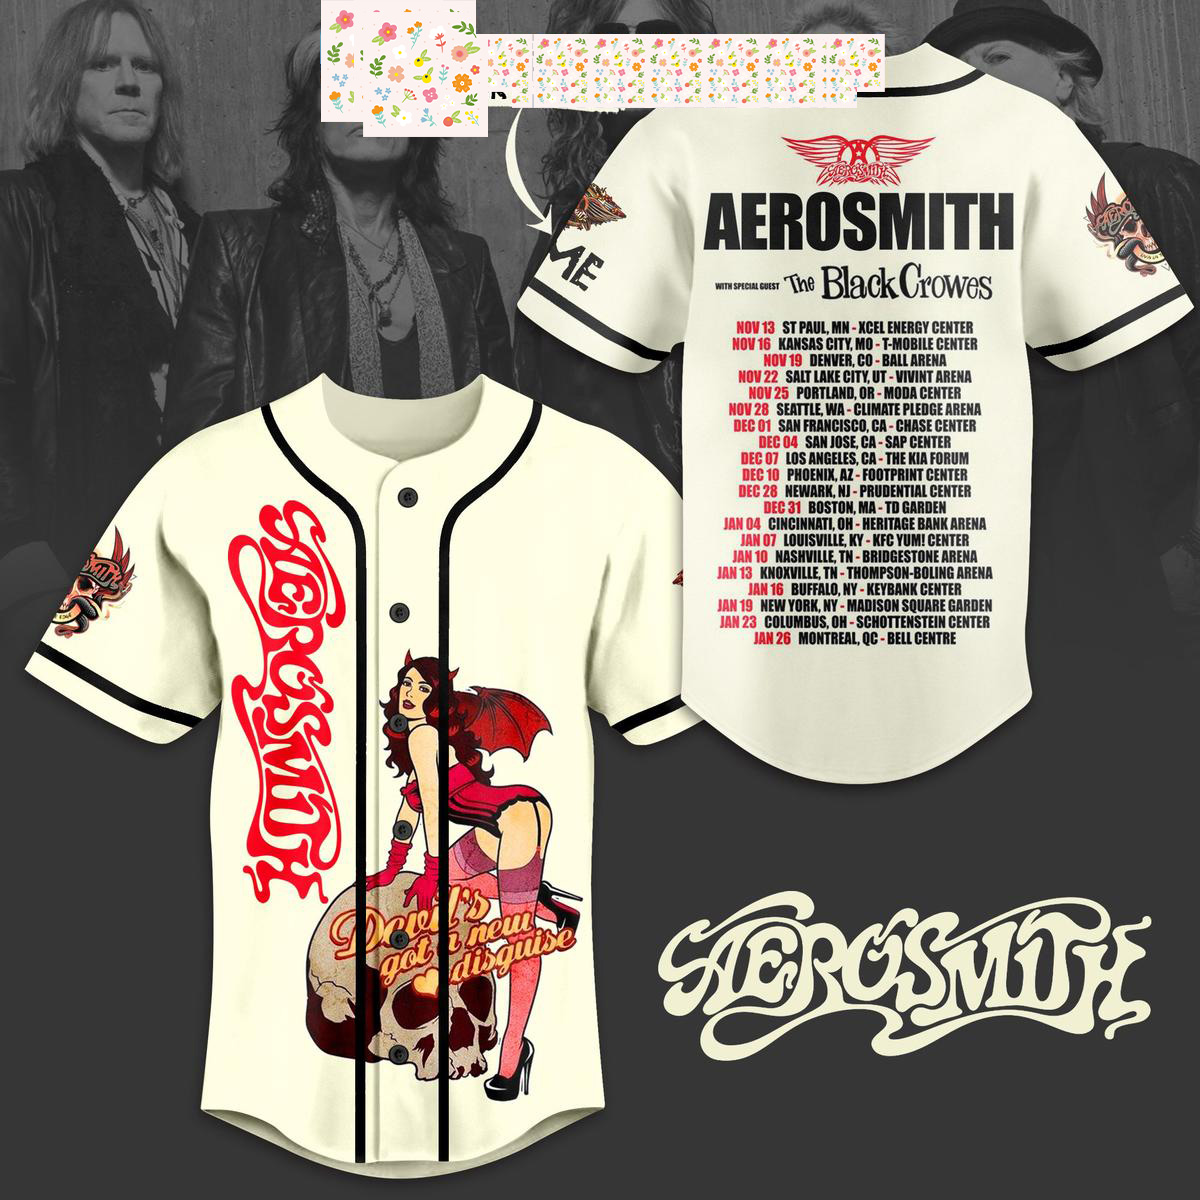 AEROSMITH
AEROSMITH
WITH SPECIAL GUEST The Black Crowes
ME
NOV 13 ST PAUL, MN - XCEL ENERGY CENTER
NOV 16 KANSAS CITY, MO - T-MOBILE CENTER
NOV 19 DENVER, CO - BALL ARENA
NOV 22 SALT LAKE CITY, UT - VIVINT ARENA
NOV 25 PORTLAND, OR - MODA CENTER
NOV 28 SEATTLE, WA - CLIMATE PLEDGE ARENA
DEC 01 SAN FRANCISCO, CA - CHASE CENTER
DEC 04 SAN JOSE, CA - SAP CENTER
DEC 07 LOS ANGELES, CA - THE KIA FORUM
DEC 10 PHOENIX, AZ - FOOTPRINT CENTER
DEC 28 NEWARK, NJ - PRUDENTIAL CENTER
DEC 31 BOSTON, MA - TD GARDEN
JAN 04 CINCINNATI, OH - HERITAGE BANK ARENA
JAN 07 LOUISVILLE, KY - KFC YUM! CENTER
JAN 10 NASHVILLE, TN - BRIDGESTONE ARENA
JAN 13 KNOXVILLE, TN - THOMPSON-BOLING ARENA
JAN 16 BUFFALO, NY - KEYBANK CENTER
JAN 19 NEW YORK, NY - MADISON SQUARE GARDEN
JAN 23 COLUMBUS, OH - SCHOTTENSTEIN CENTER
JAN 26 MONTREAL, QC - BELL CENTRE
AEROSMITH
Devil's
got a new
disguise
AEROSMITH